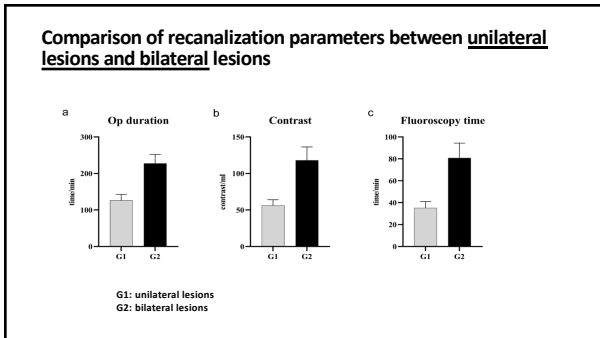 Comparison of recanalization parameters between unilateral
lesions and bilateral lesions
a
Op duration
time/min
300
200
100
0
G1 G2
b
Contrast
contrast/ml
150
100
50
0
G1 G2
c
Fluoroscopy time
time/min
100
80
60
40
20
0
G1 G2
G1: unilateral lesions
G2: bilateral lesions